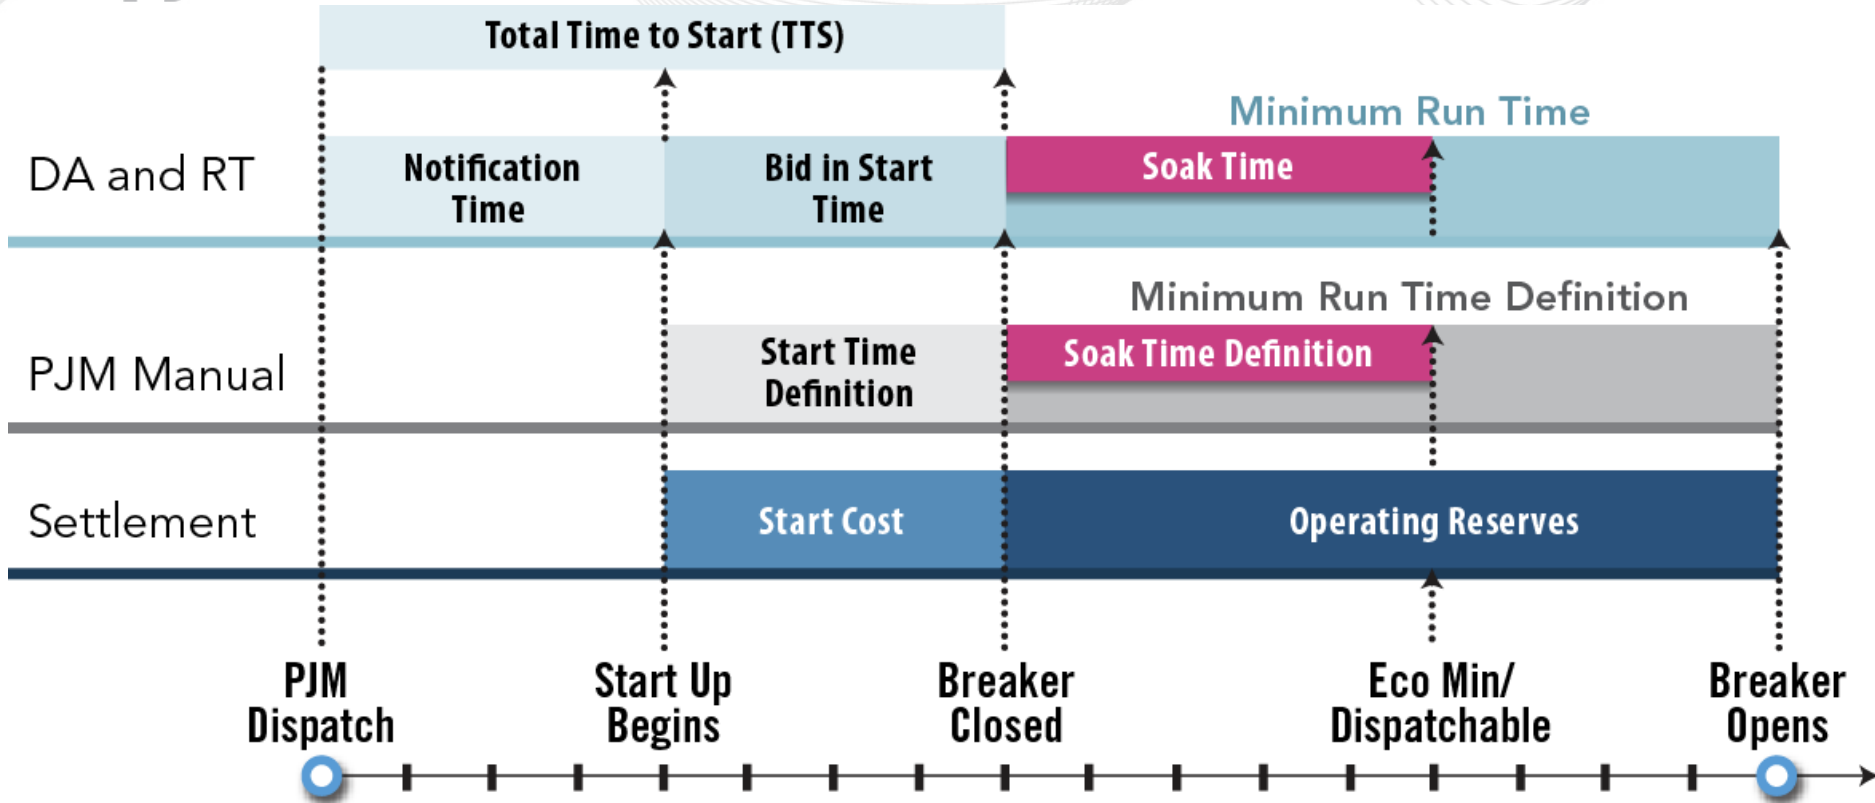 Total Time to Start (TTS)
Minimum Run Time
DA and RT
Notification
Time
Bid in Start
Time
Soak Time
Minimum Run Time Definition
PJM Manual
Start Time
Definition
Soak Time Definition
Settlement
Start Cost
Operating Reserves
PJM
Dispatch
Start Up
Begins
Breaker
Closed
Eco Min/
Dispatchable
Breaker
Opens